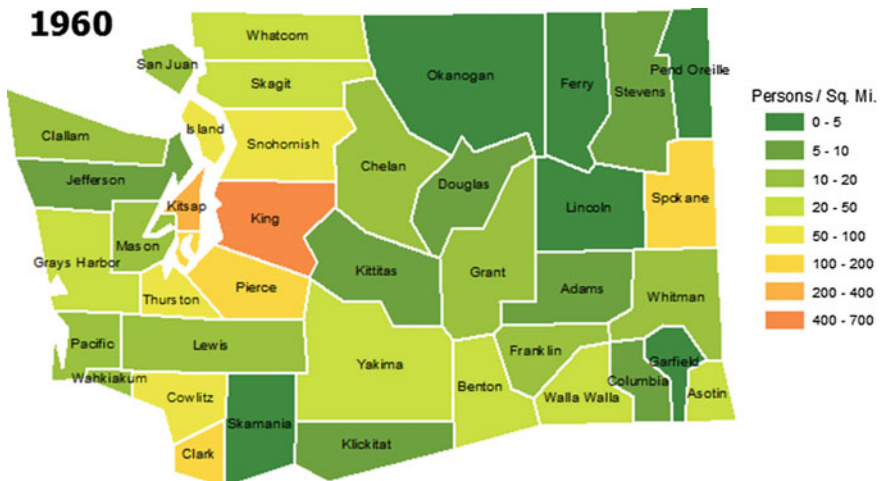 1960
Whatcom
San Juan
Skagit
Okanogan
Ferry
Pend Oreille
Stevens
Island
Clallam
Snohomish
Chelan
Jefferson
Douglas
Kitsap
King
Lincoln
Spokane
Mason
Grays Harbor
Kittitas
Grant
Pierce
Adams
Thurston
Whitman
Pacific
Lewis
Yakima
Franklin
Garfield
Wahkiakum
Benton
Columbia
Cowlitz
Walla Walla
Asotin
Skamania
Clark
Klickitat
Persons / Sq. Mi.
0 - 5
5 - 10
10 - 20
20 - 50
50 - 100
100 - 200
200 - 400
400 - 700